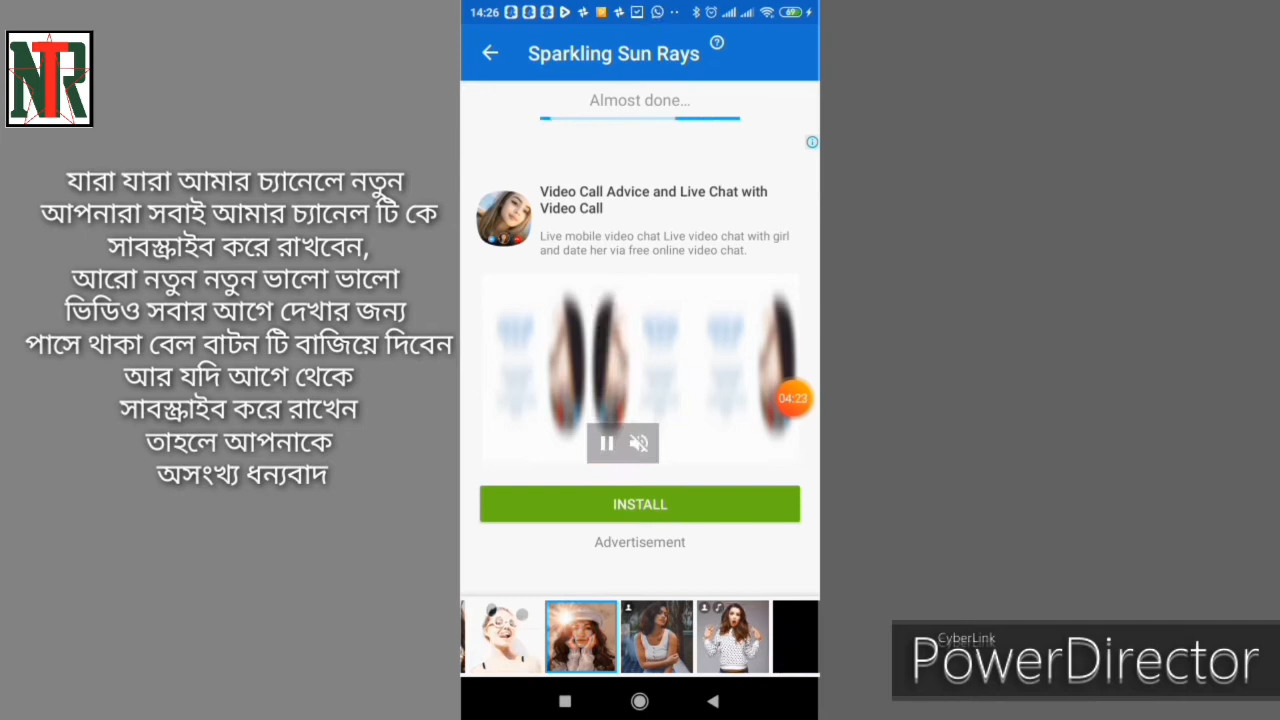 NTR
যারা যারা আমার চ্যানেলে নতুন
আপনারা সবাই আমার চ্যানেল টি কে
সাবস্ক্রাইব করে রাখবেন,
আরো নতুন নতুন ভালো ভালো
ভিডিও সবার আগে দেখার জন্য
পাসে থাকা বেল বাটন টি বাজিয়ে দিবেন
আর যদি আগে থেকে
সাবস্ক্রাইব করে রাখেন
তাহলে আপনাকে
অসংখ্য ধন্যবাদ
14:26
69
Sparkling Sun Rays
Almost done...
Video Call Advice and Live Chat with
Video Call
Live mobile video chat Live video chat with girl
and date her via free online video chat.
04:23
INSTALL
Advertisement
CyberLink
PowerDirector